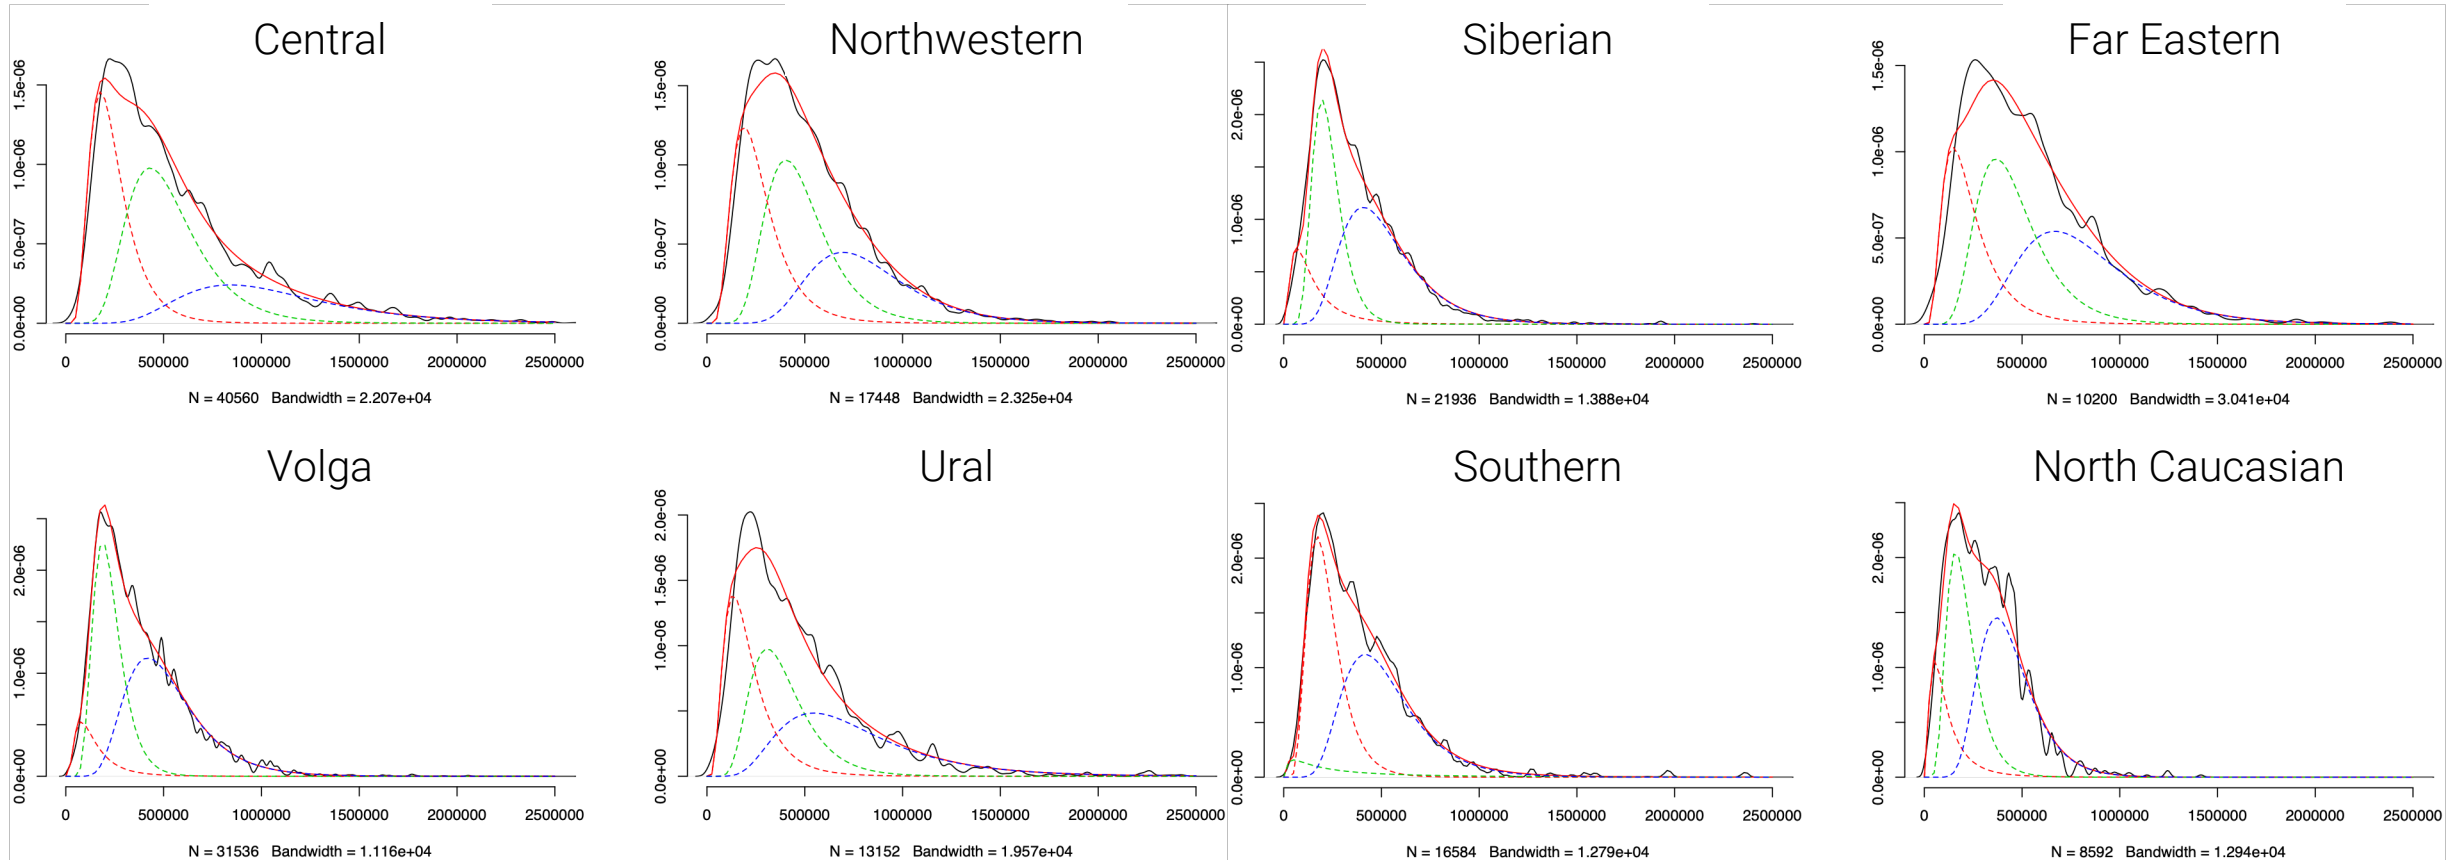 Central
1.5e-06
1.0e-06
5.0e-07
0.0e+00
0 500000 1000000 1500000 2000000 2500000
N = 40560 Bandwidth = 2.207e+04
Northwestern
1.5e-06
1.0e-06
5.0e-07
0.0e+00
0 500000 1000000 1500000 2000000 2500000
N = 17448 Bandwidth = 2.325e+04
Siberian
2.0e-06
1.0e-06
0.0e+00
0 500000 1000000 1500000 2000000 2500000
N = 21936 Bandwidth = 1.388e+04
Far Eastern
1.5e-06
1.0e-06
5.0e-07
0.0e+00
0 500000 1000000 1500000 2000000 2500000
N = 10200 Bandwidth = 3.041e+04
Volga
2.0e-06
1.0e-06
0.0e+00
0 500000 1000000 1500000 2000000 2500000
N = 31536 Bandwidth = 1.116e+04
Ural
2.0e-06
1.5e-06
1.0e-06
0.0e+00
0 500000 1000000 1500000 2000000 2500000
N = 13152 Bandwidth = 1.957e+04
Southern
2.0e-06
1.0e-06
0.0e+00
0 500000 1000000 1500000 2000000 2500000
N = 16584 Bandwidth = 1.279e+04
North Caucasian
2.0e-06
1.0e-06
0.0e+00
0 500000 1000000 1500000 2000000 2500000
N = 8592 Bandwidth = 1.294e+04